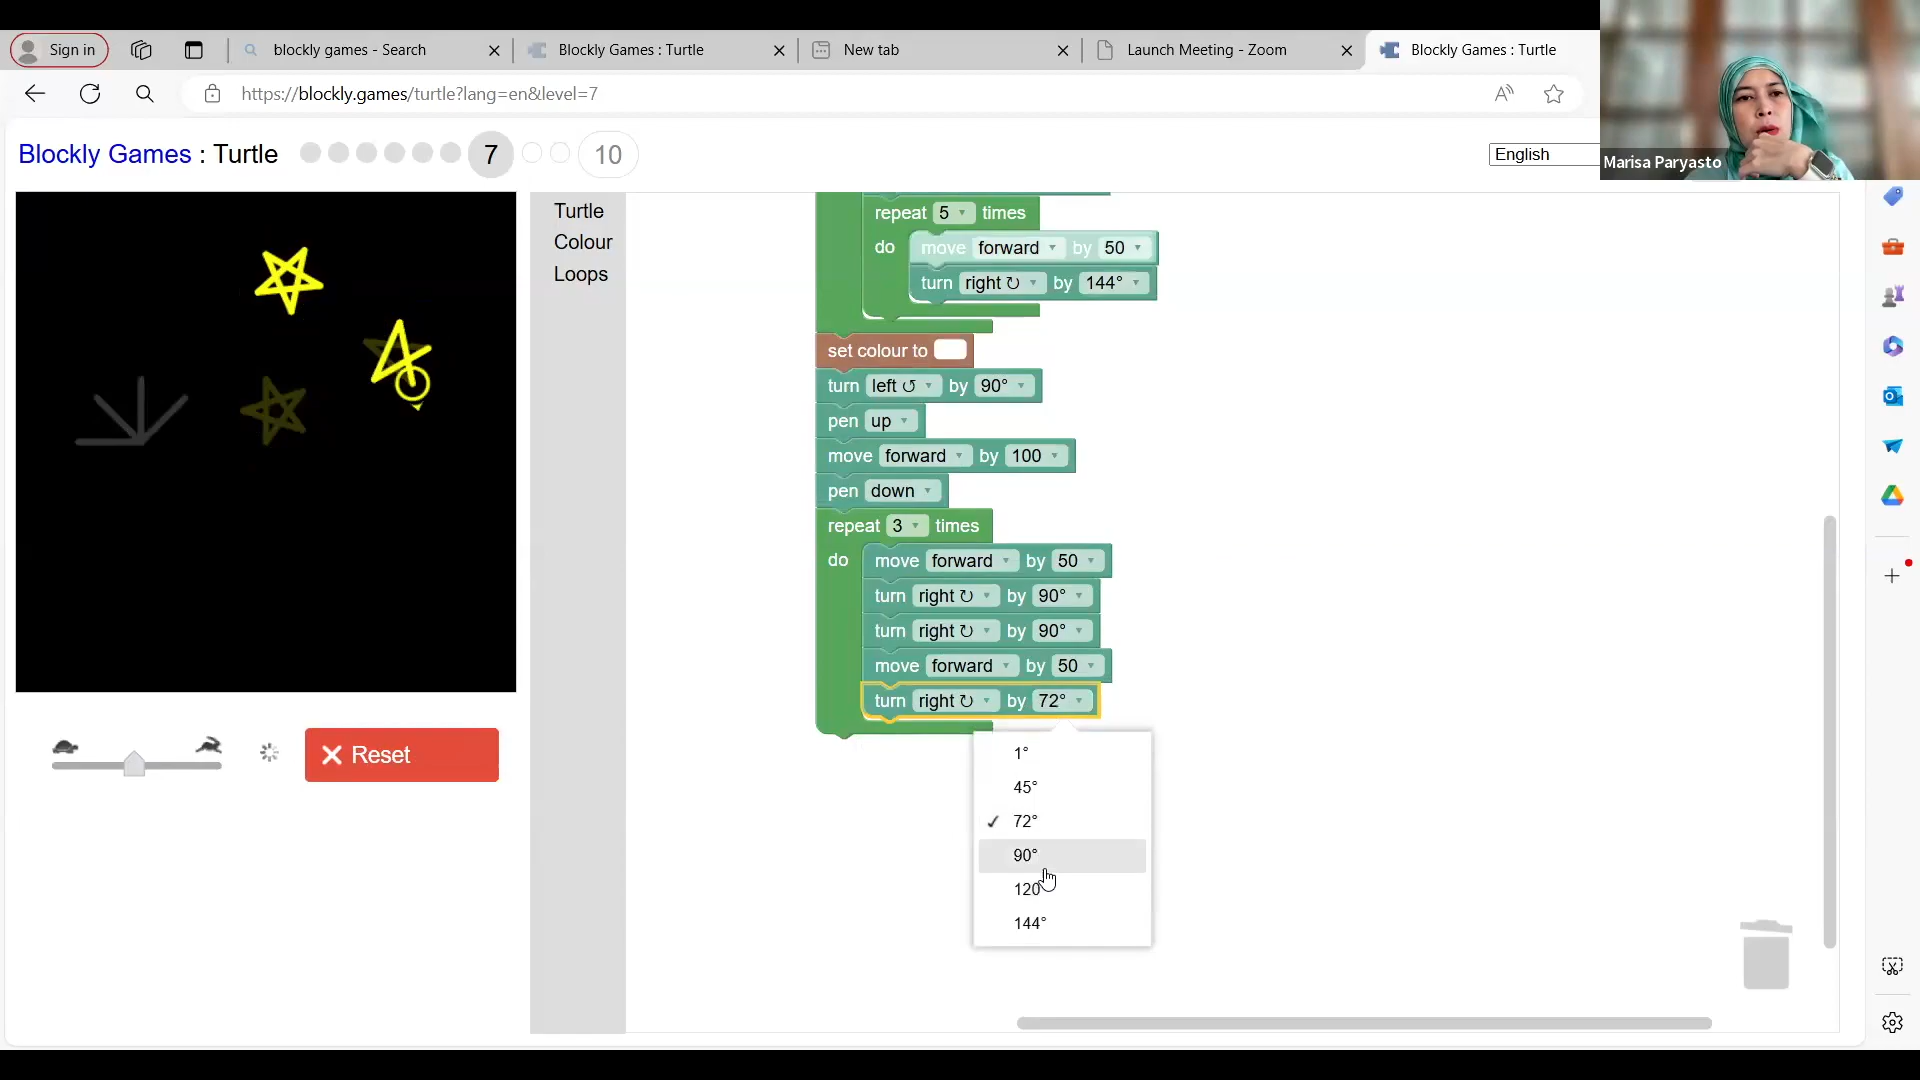 Sign in
blockly games - Search
Blockly Games : Turtle
New tab
Launch Meeting - Zoom
Blockly Games : Turtle
https://blockly.games/turtle?lang=en&level=7
Marisa Paryasto
Blockly Games : Turtle
7
10
English
Turtle
Colour
Loops
repeat 5 times
do move forward by 50
turn right ↻ by 144°
set colour to
turn left ↺ by 90°
pen up
move forward by 100
pen down
repeat 3 times
do move forward by 50
turn right ↻ by 90°
turn right ↻ by 90°
move forward by 50
turn right ↻ by 72°
1°
45°
✓ 72°
90°
120
144°
Reset